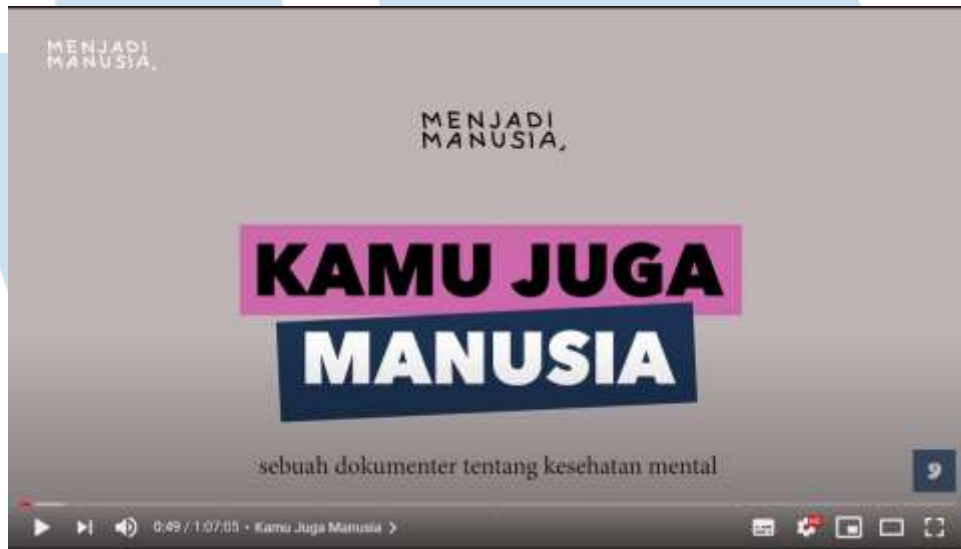 MENJADI
MANUSIA,
MENJADI
MANUSIA,
KAMU JUGA
MANUSIA
sebuah dokumenter tentang kesehatan mental
9
0:49 / 1:07:05 • Kamu Juga Manusia >